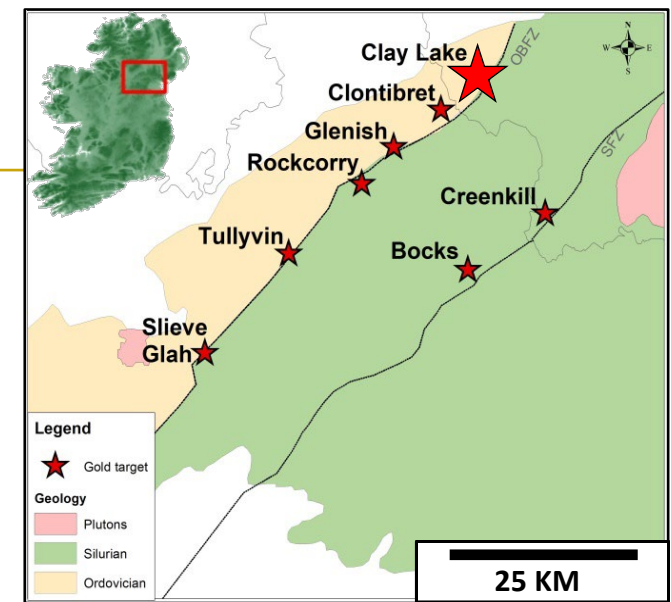 N
W E
S
Clay Lake
OBFZ
Clontibret
Glenish
Rockcorry
SFZ
Creenkill
Tullyvin
Bocks
Slieve
Glah
Legend
Gold target
Geology
Plutons
Silurian
Ordovician
25 KM